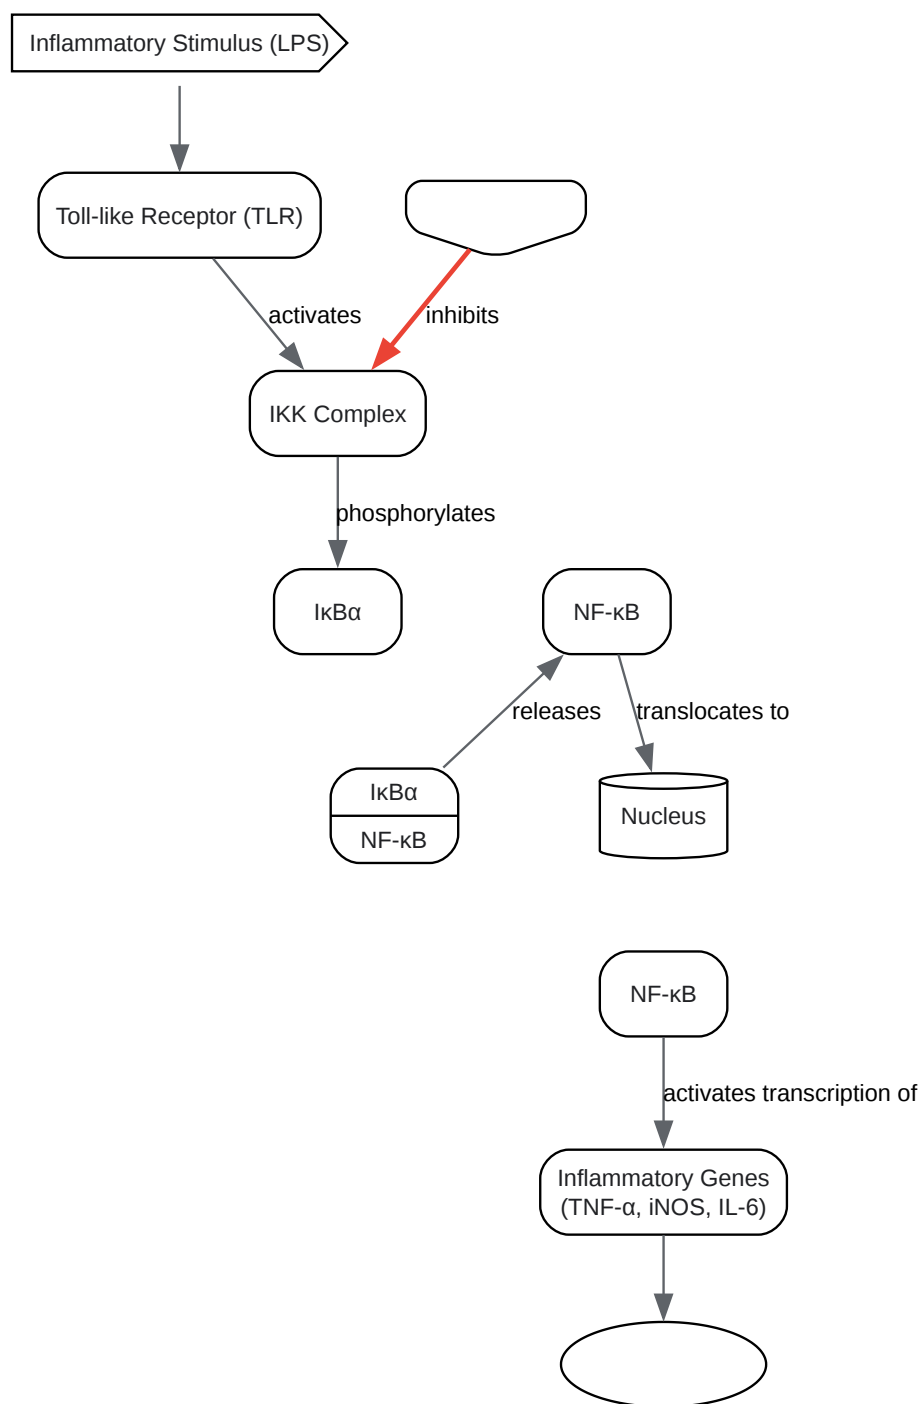 Inflammatory Stimulus (LPS)
Toll-like Receptor (TLR)
activates
inhibits
IKK Complex
phosphorylates
IκBα
NF-κB
releases
translocates to
IκBα
NF-κB
Nucleus
NF-κB
activates transcription of
Inflammatory Genes
(TNF-α, iNOS, IL-6)